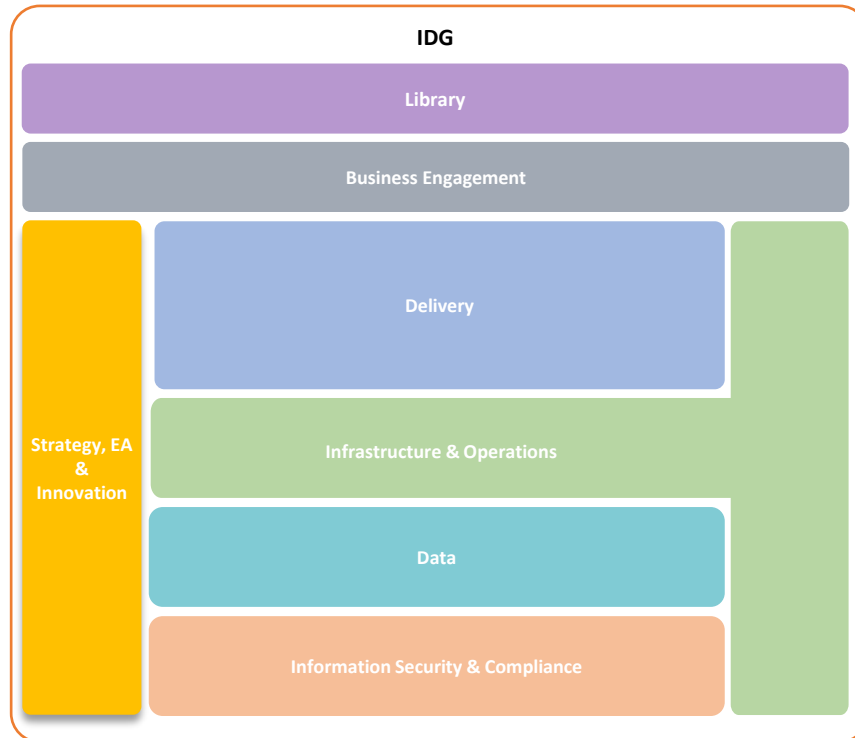 IDG
Library
Business Engagement
Delivery
Strategy, EA
&
Innovation
Infrastructure & Operations
Data
Information Security & Compliance